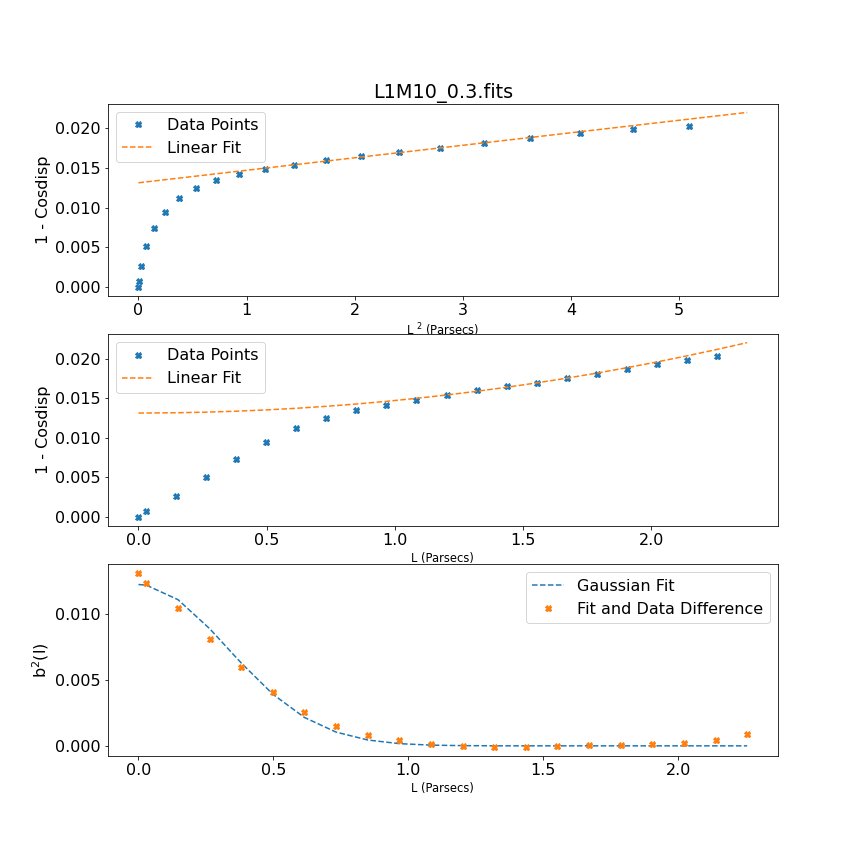 L1M10_0.3.fits
1 - Cosdisp
0.020
0.015
0.010
0.005
0.000
Data Points
Linear Fit
0 1 2 3 4 5
L 2 (Parsecs)
1 - Cosdisp
0.020
0.015
0.010
0.005
0.000
Data Points
Linear Fit
0.0 0.5 1.0 1.5 2.0
L (Parsecs)
b2(l)
0.010
0.005
0.000
Gaussian Fit
Fit and Data Difference
0.0 0.5 1.0 1.5 2.0
L (Parsecs)